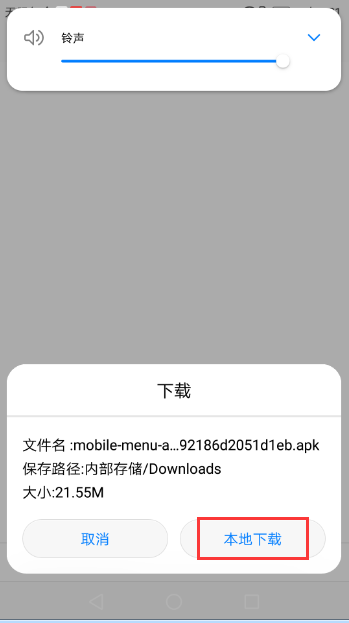 铃声
下载
文件名 :mobile-menu-a...92186d2051d1eb.apk
保存路径:内部存储/Downloads
大小:21.55M
取消
本地下载